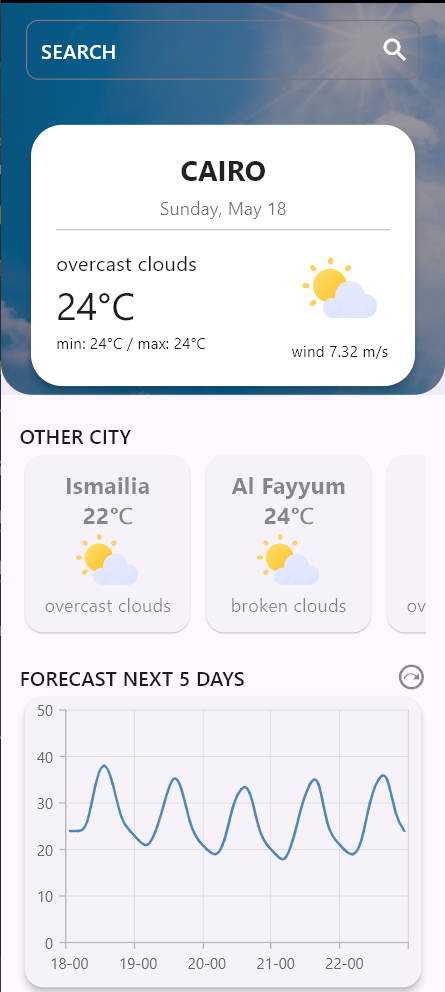 SEARCH
CAIRO
Sunday, May 18
overcast clouds
24°C
min: 24°C / max: 24°C
wind 7.32 m/s
OTHER CITY
Ismailia
22°C
overcast clouds
Al Fayyum
24°C
broken clouds
ov
FORECAST NEXT 5 DAYS
50
40
30
20
10
0
18-00 19-00 20-00 21-00 22-00